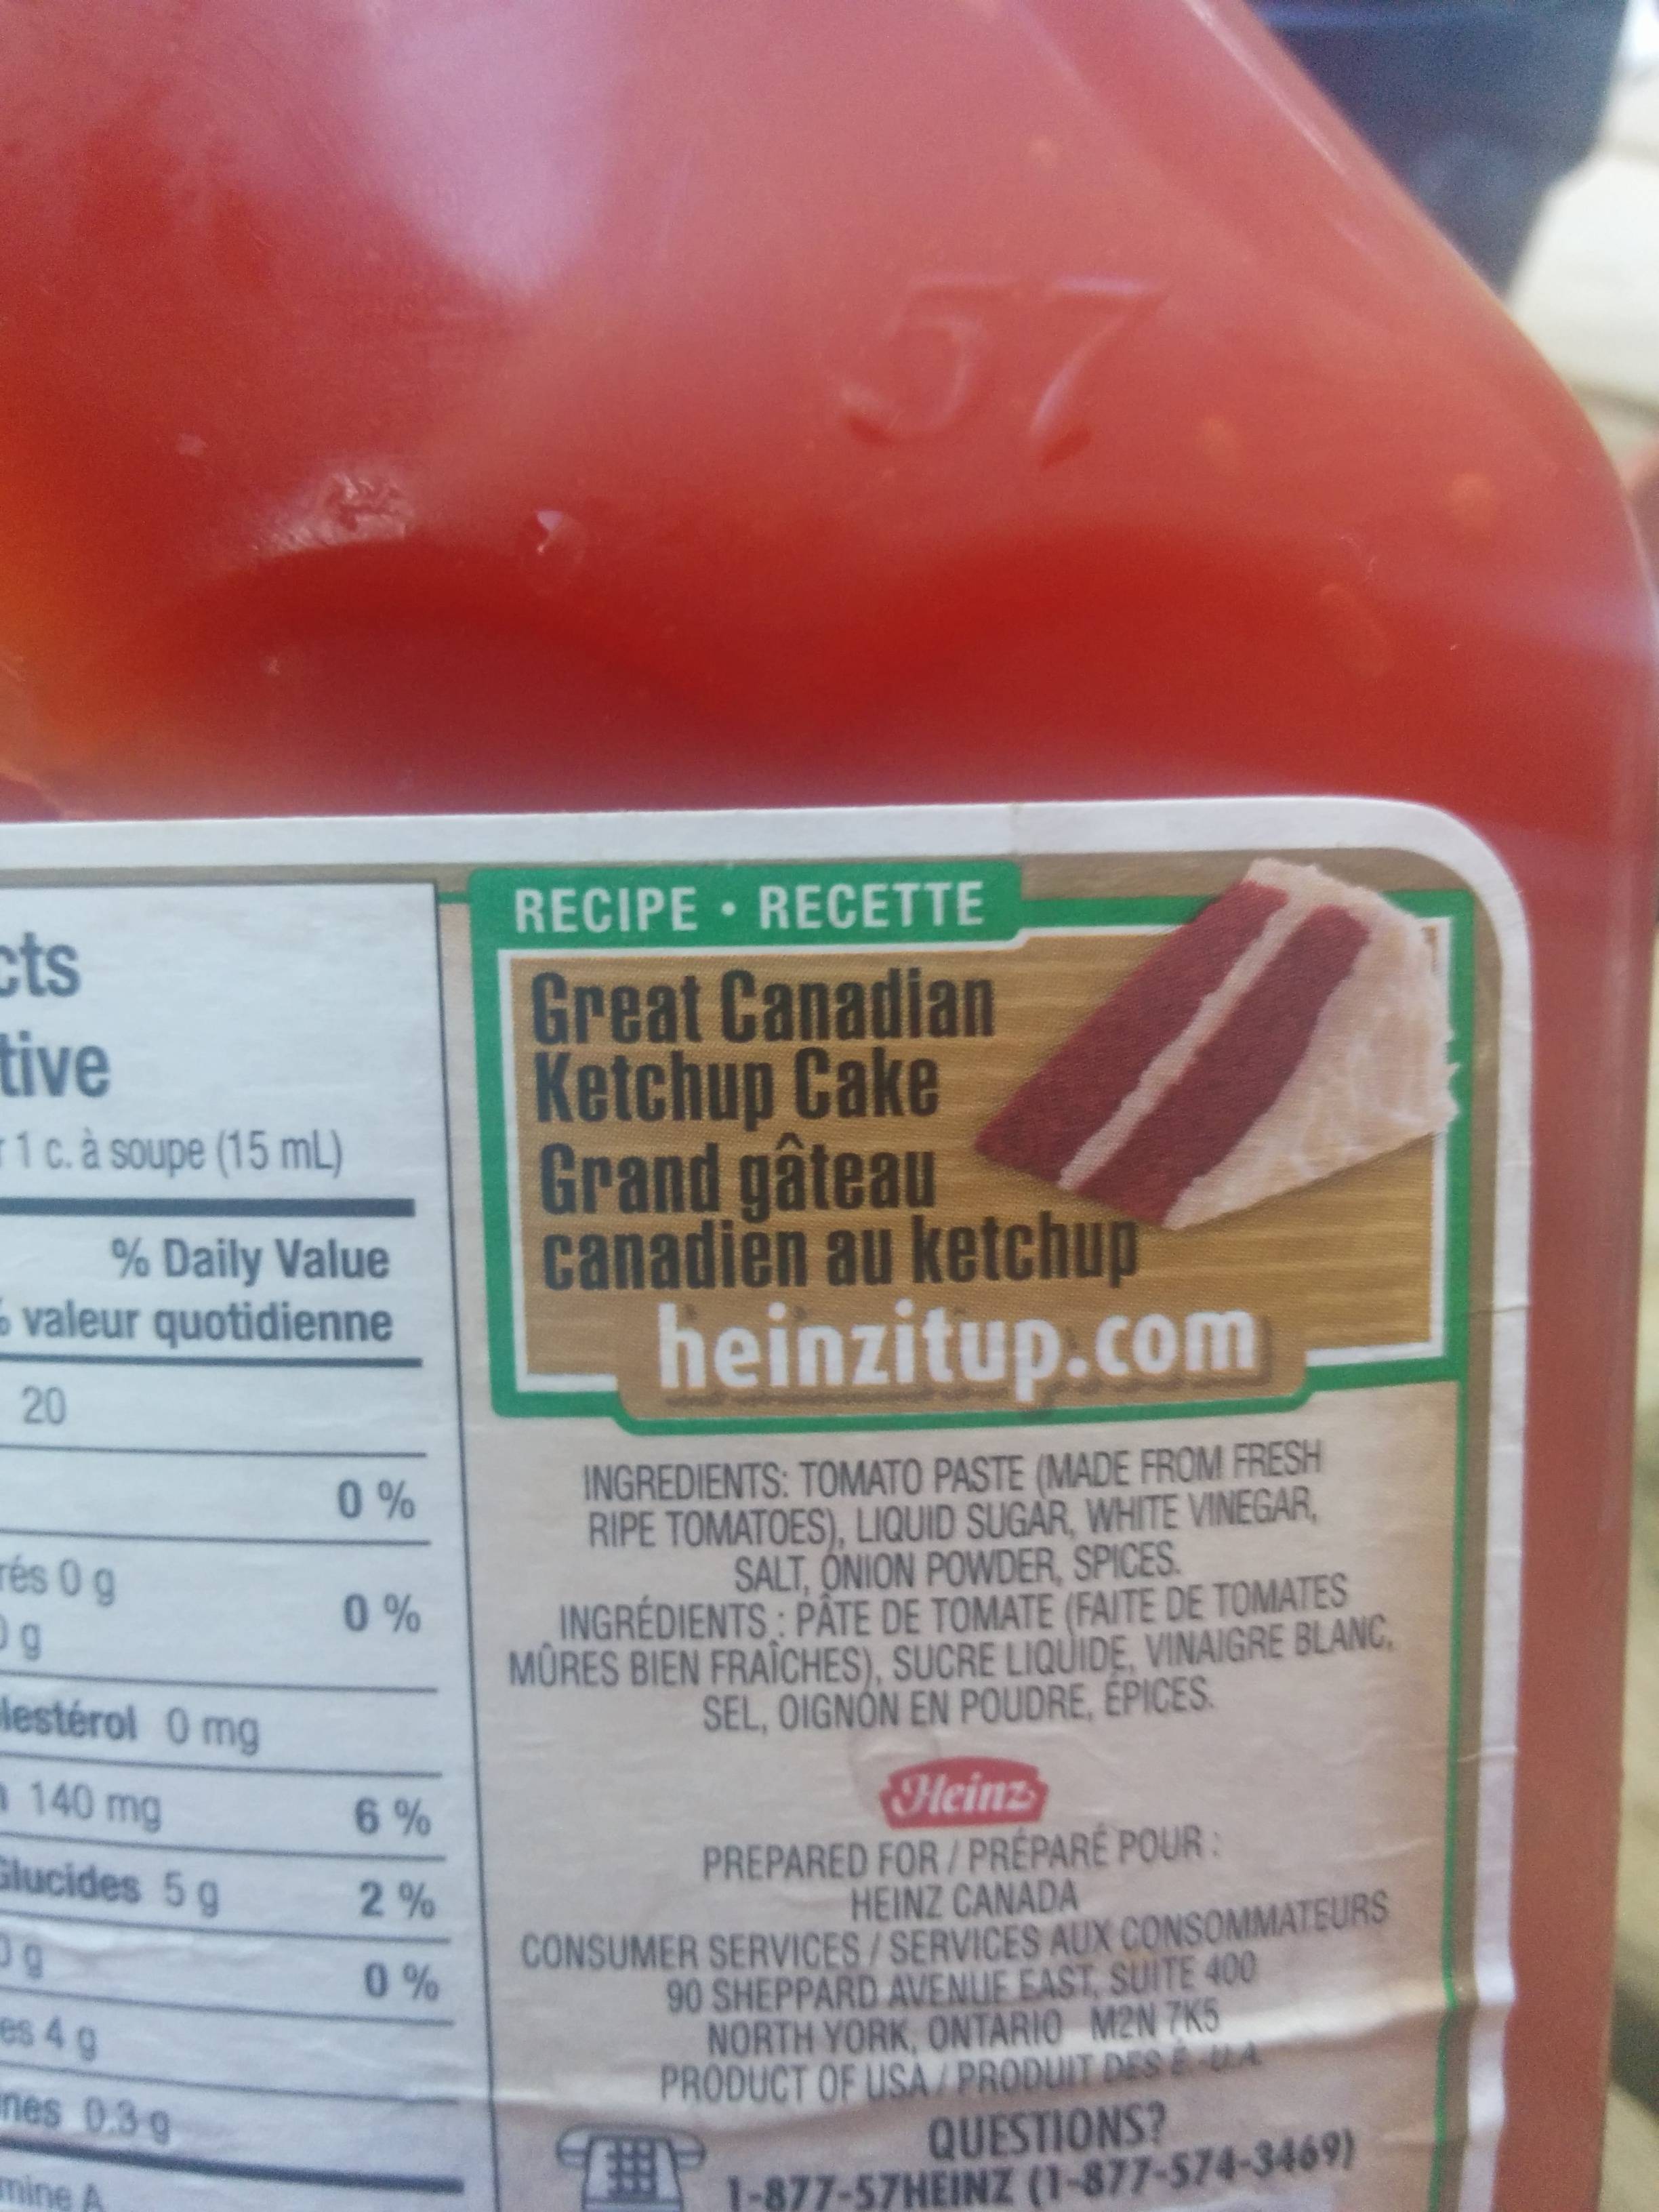 57
RECIPE • RECETTE
Great Canadian
Ketchup Cake
Grand gâteau
canadien au ketchup
heinzitup.com
cts
tive
1 c. à soupe (15 mL)
% Daily Value
% valeur quotidienne
20
0 %
rés 0 g
0 g
0 %
lestérol 0 mg
140 mg 6 %
Glucides 5 g 2 %
0 g 0 %
es 4 g
ines 0.3 g
mine A
INGREDIENTS: TOMATO PASTE (MADE FROM FRESH
RIPE TOMATOES), LIQUID SUGAR, WHITE VINEGAR,
SALT, ONION POWDER, SPICES.
INGRÉDIENTS : PÂTE DE TOMATE (FAITE DE TOMATES
MÛRES BIEN FRAÎCHES), SUCRE LIQUIDE, VINAIGRE BLANC,
SEL, OIGNON EN POUDRE, ÉPICES.
Heinz
PREPARED FOR / PRÉPARÉ POUR :
HEINZ CANADA
CONSUMER SERVICES / SERVICES AUX CONSOMMATEURS
90 SHEPPARD AVENUE EAST, SUITE 400
NORTH YORK, ONTARIO M2N 7K5
PRODUCT OF USA / PRODUIT DES É.-U.A.
QUESTIONS?
1-877-57HEINZ (1-877-574-3469)